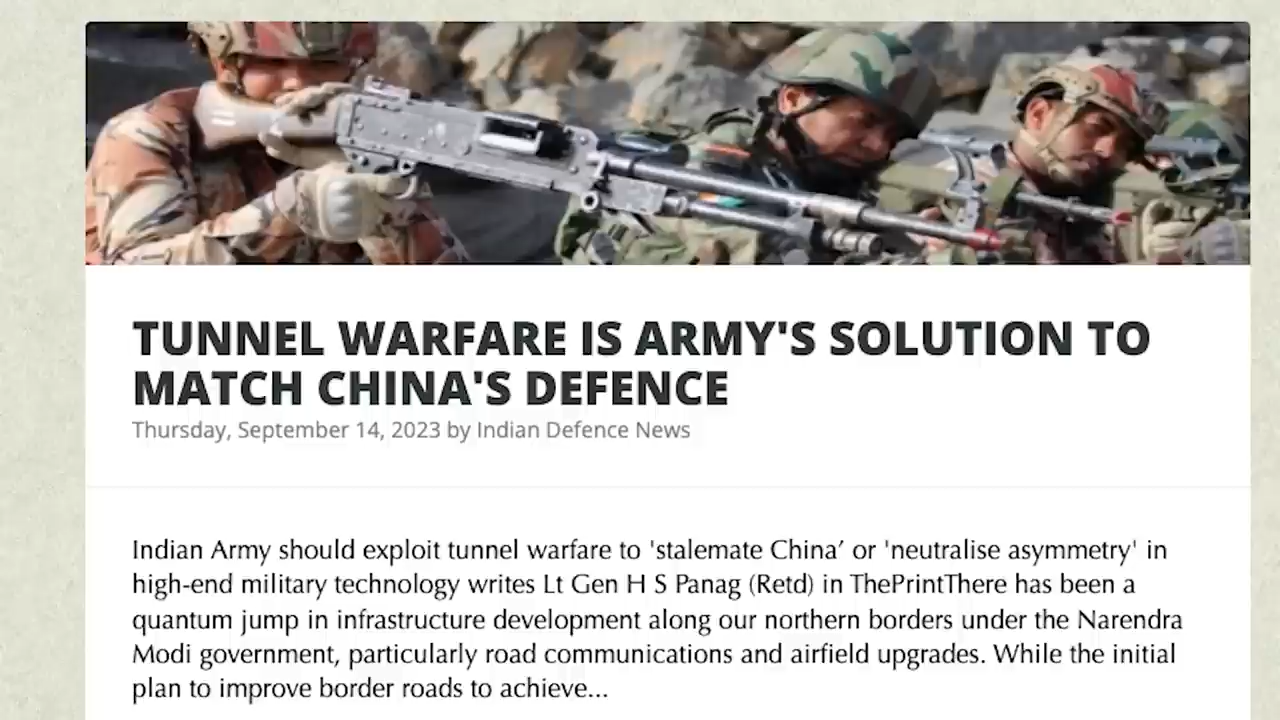 TUNNEL WARFARE IS ARMY'S SOLUTION TO
MATCH CHINA'S DEFENCE
Thursday, September 14, 2023 by Indian Defence News
Indian Army should exploit tunnel warfare to 'stalemate China’ or 'neutralise asymmetry' in
high-end military technology writes Lt Gen H S Panag (Retd) in ThePrintThere has been a
quantum jump in infrastructure development along our northern borders under the Narendra
Modi government, particularly road communications and airfield upgrades. While the initial
plan to improve border roads to achieve...